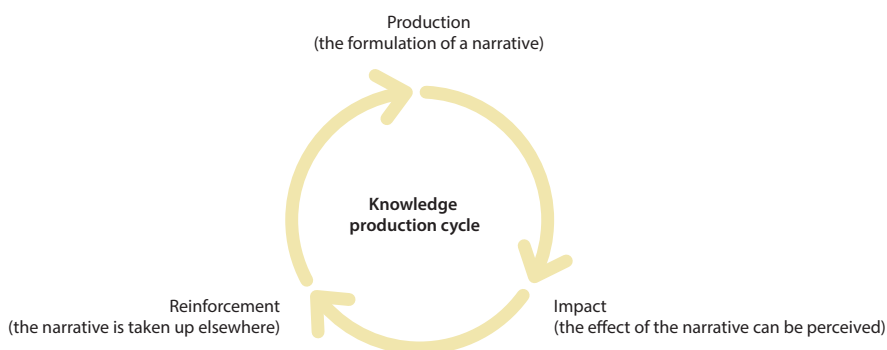 Production
(the formulation of a narrative)
Knowledge
production cycle
Reinforcement
(the narrative is taken up elsewhere)
Impact
(the effect of the narrative can be perceived)